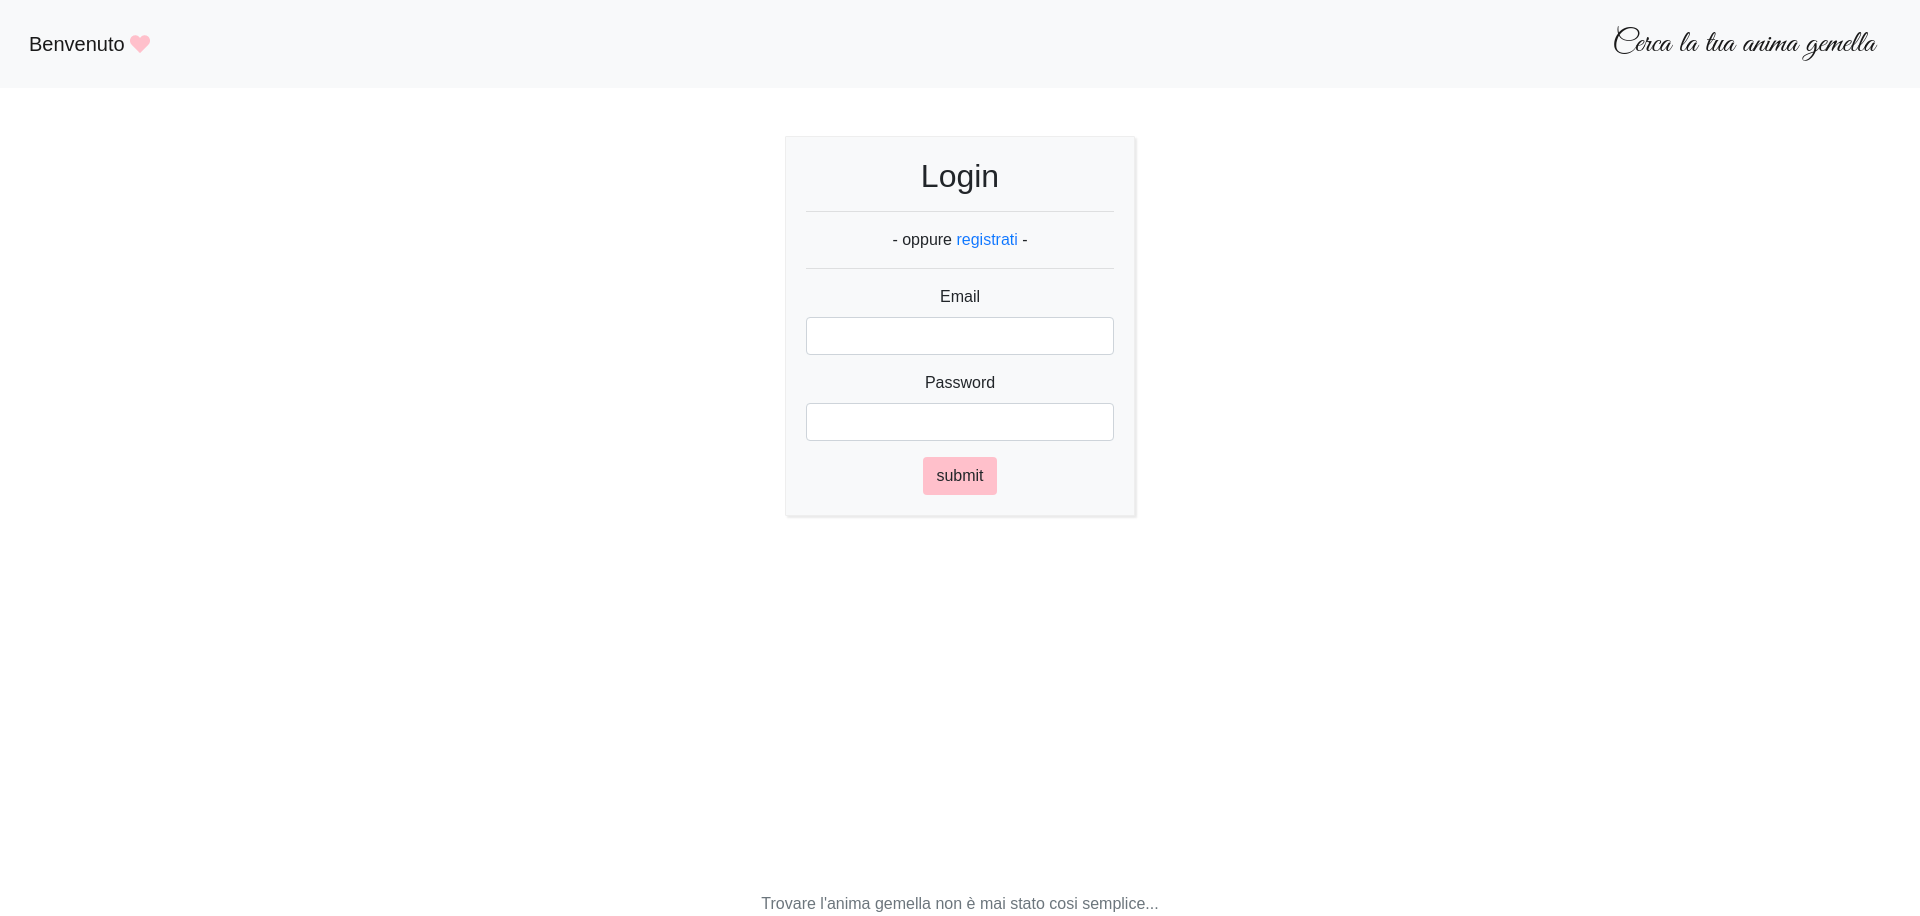 Benvenuto
Cerca la tua anima gemella
Login
- oppure registrati -
Email
Password
submit
Trovare l'anima gemella non è mai stato cosi semplice...